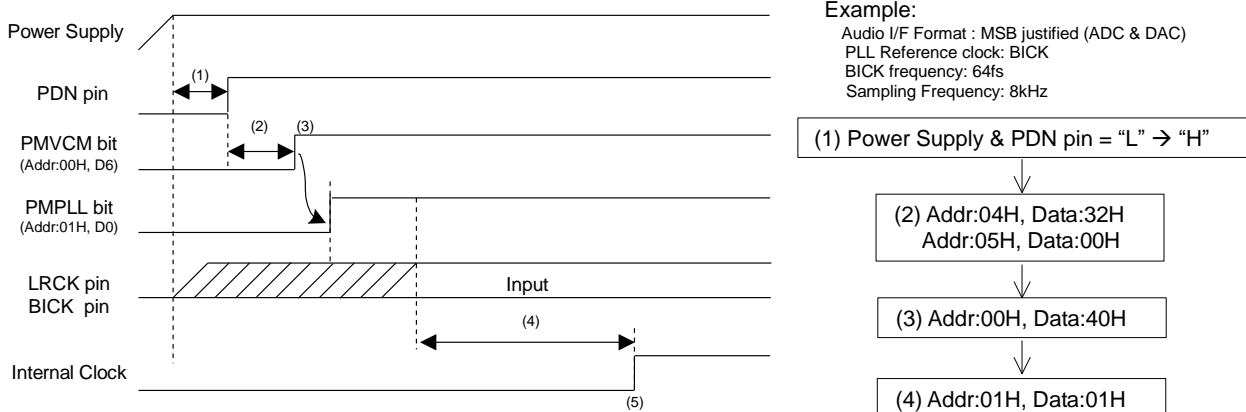 Power Supply
(1)
PDN pin
(2)
(3)
PMVCM bit
(Addr:00H, D6)
PMPLL bit
(Addr:01H, D0)
LRCK pin
BICK pin
Input
(4)
Internal Clock
(5)
Example:
Audio I/F Format : MSB justified (ADC & DAC)
PLL Reference clock: BICK
BICK frequency: 64fs
Sampling Frequency: 8kHz
(1) Power Supply & PDN pin = “L” → “H”
(2) Addr:04H, Data:32H
Addr:05H, Data:00H
(3) Addr:00H, Data:40H
(4) Addr:01H, Data:01H